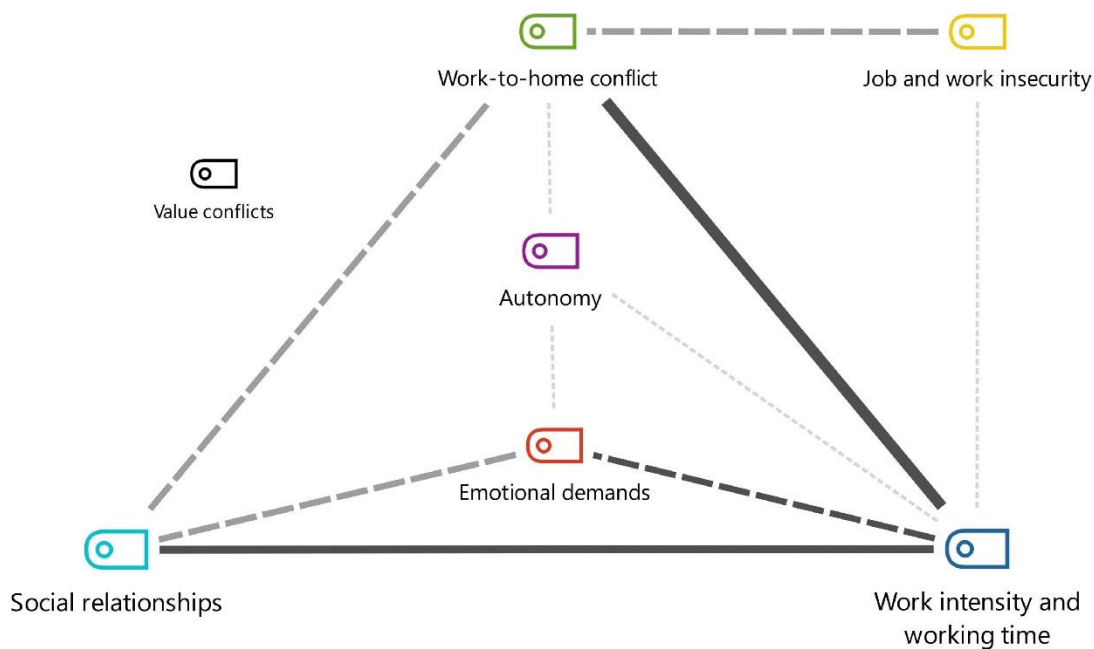 Work-to-home conflict
Job and work insecurity
Value conflicts
Autonomy
Emotional demands
Social relationships
Work intensity and
working time